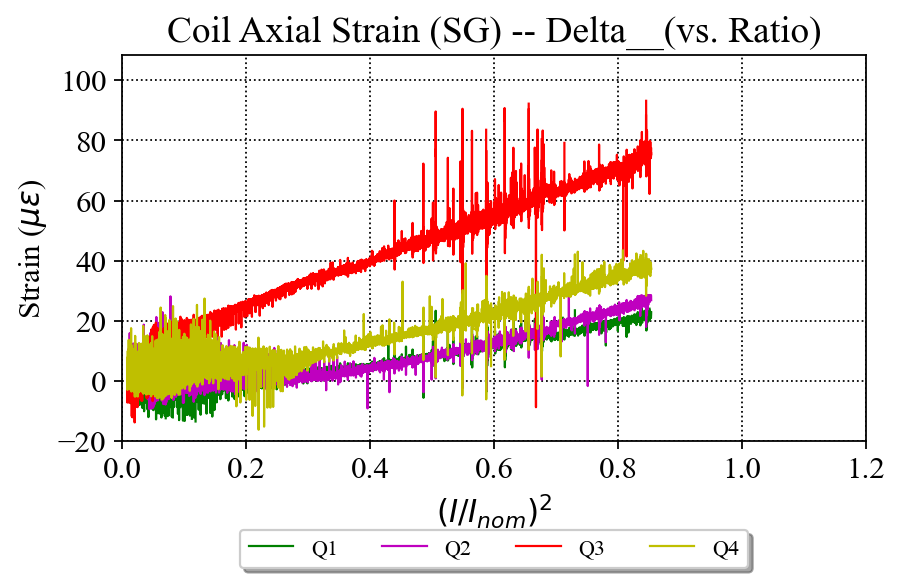 Coil Axial Strain (SG) -- Delta__(vs. Ratio)
100
80
60
40
20
0
−20
Strain (με)
0.0 0.2 0.4 0.6 0.8 1.0 1.2
(I/I_nom)²
Q1 Q2 Q3 Q4